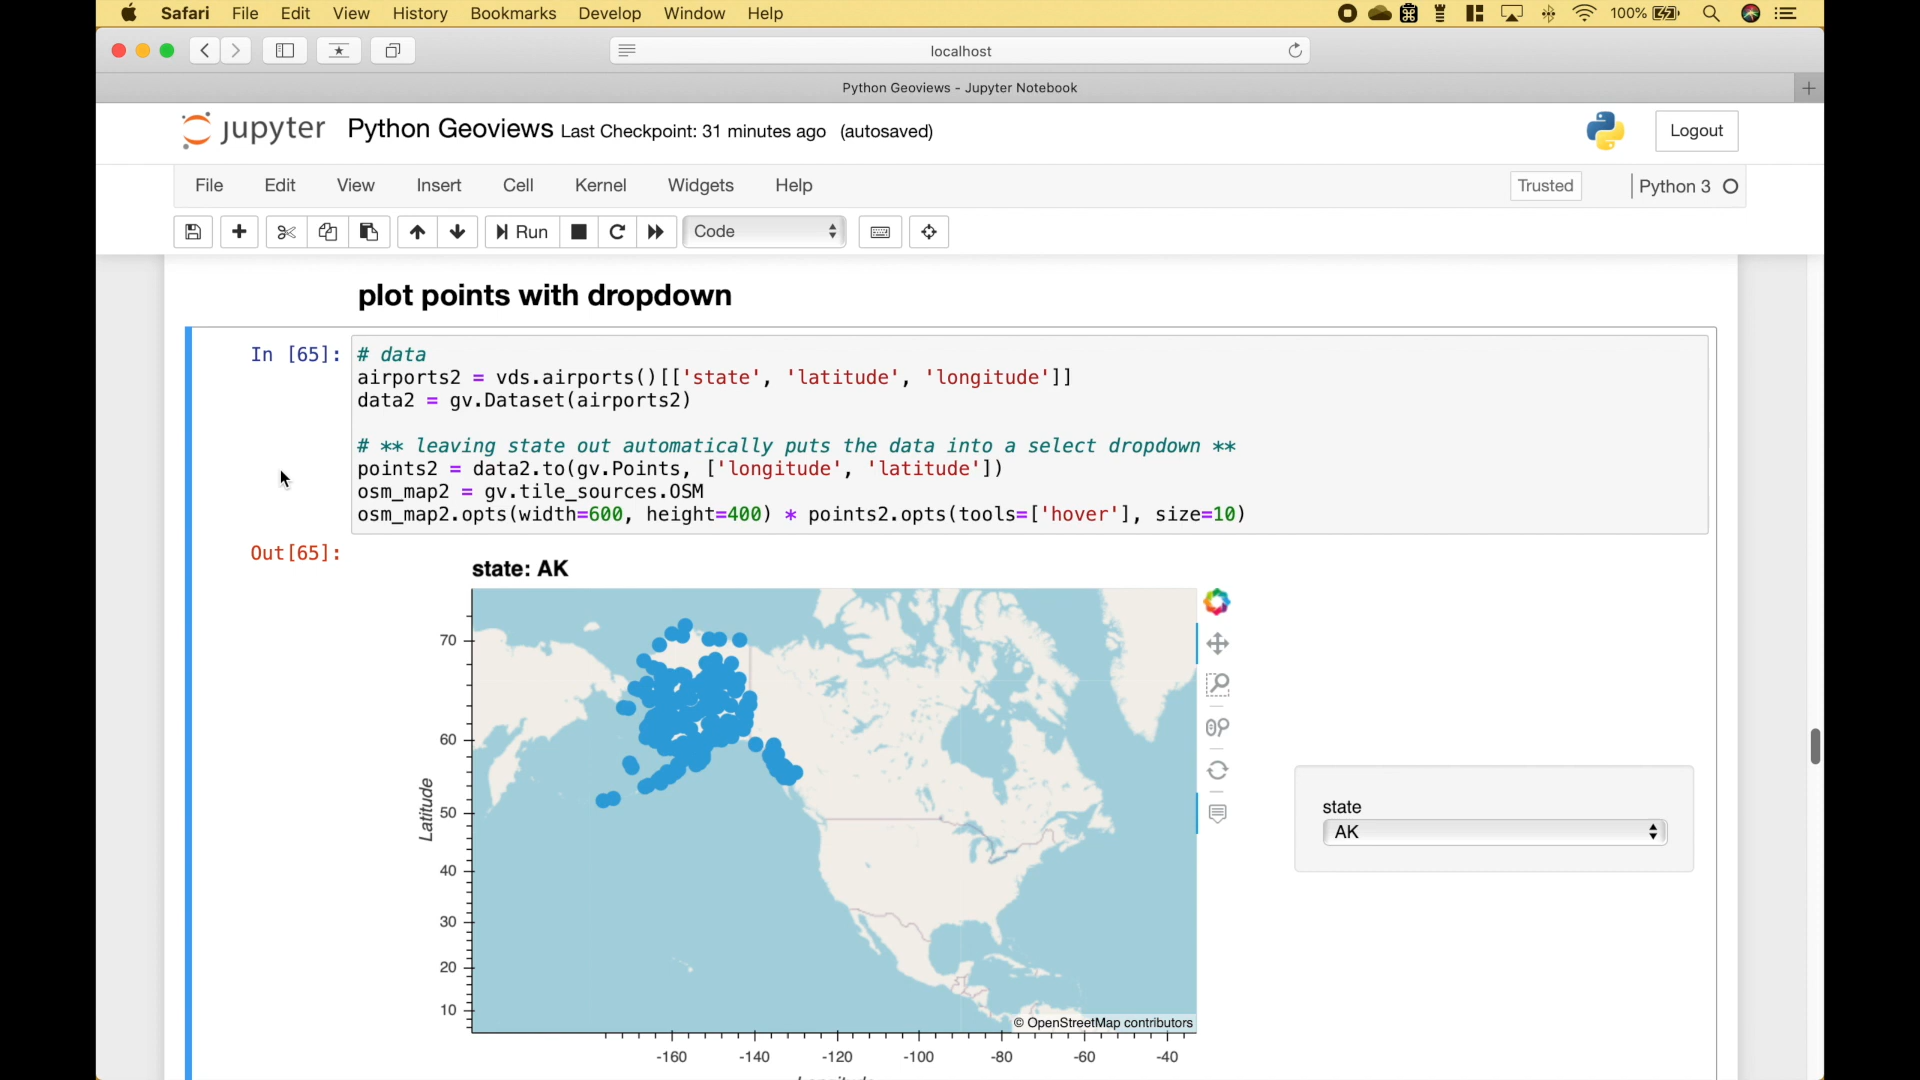 Safari File Edit View History Bookmarks Develop Window Help 100%
localhost
Python Geoviews - Jupyter Notebook
jupyter Python Geoviews Last Checkpoint: 31 minutes ago (autosaved) Logout
File Edit View Insert Cell Kernel Widgets Help Trusted Python 3
Run Code
plot points with dropdown
In [65]: # data
airports2 = vds.airports()[['state', 'latitude', 'longitude']]
data2 = gv.Dataset(airports2)
# ** leaving state out automatically puts the data into a select dropdown **
points2 = data2.to(gv.Points, ['longitude', 'latitude'])
osm_map2 = gv.tile_sources.OSM
osm_map2.opts(width=600, height=400) * points2.opts(tools=['hover'], size=10)
Out[65]:
state: AK
70
60
50
40
30
20
10
Latitude
state
AK
© OpenStreetMap contributors
-160 -140 -120 -100 -80 -60 -40